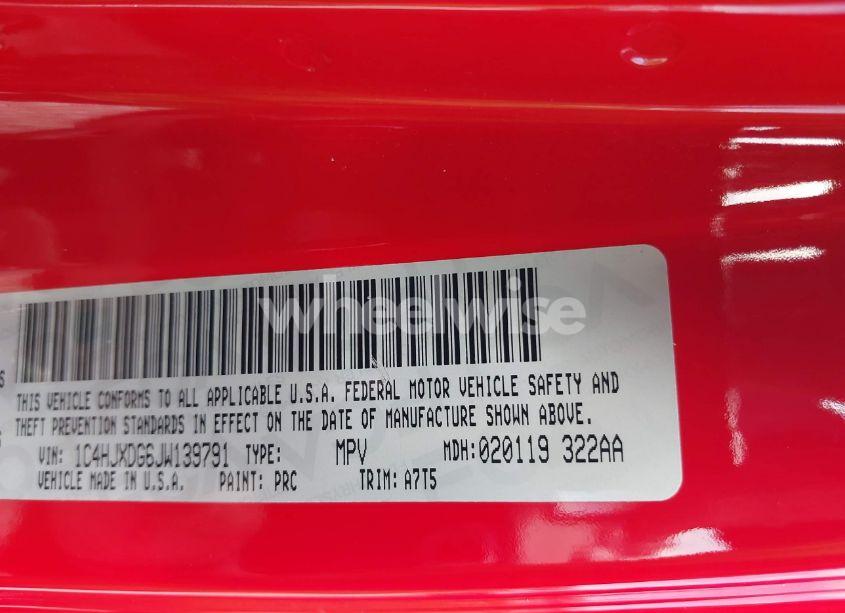 wheelwise
S
THIS VEHICLE CONFORMS TO ALL APPLICABLE U.S.A. FEDERAL MOTOR VEHICLE SAFETY AND
THEFT PREVENTION STANDARDS IN EFFECT ON THE DATE OF MANUFACTURE SHOWN ABOVE.
VIN: 1C4HJXDG6JW139791 TYPE: MPV MDH: 020119 322AA
VEHICLE MADE IN U.S.A. PAINT: PRC TRIM: A7T5